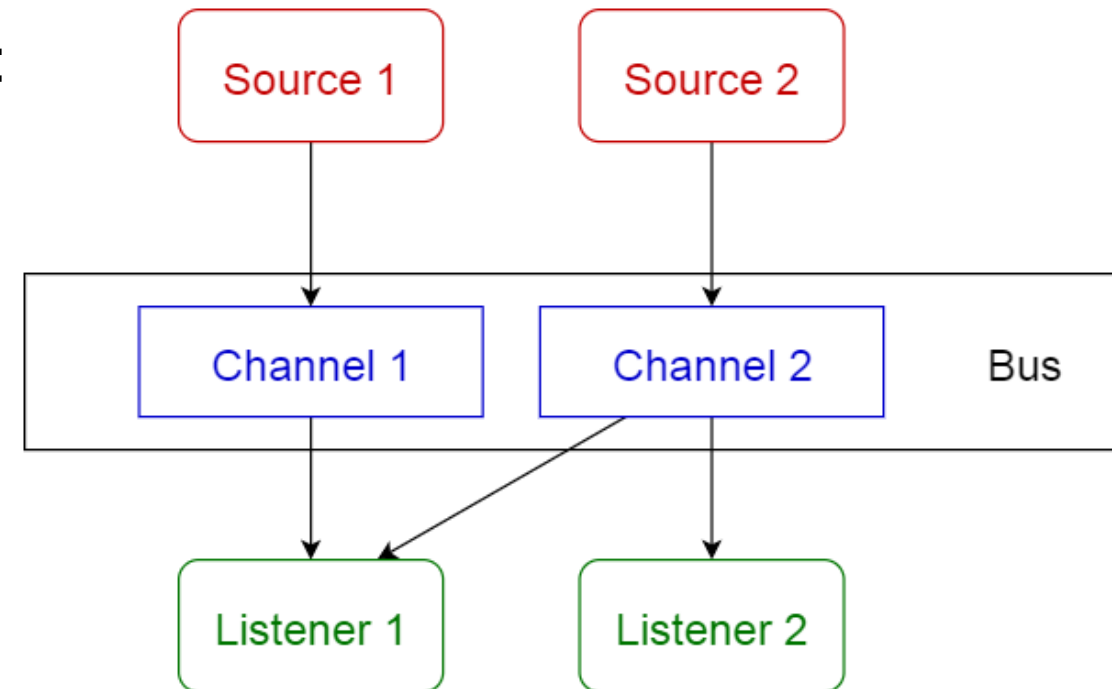 Source 1
Source 2
Channel 1
Channel 2
Bus
Listener 1
Listener 2